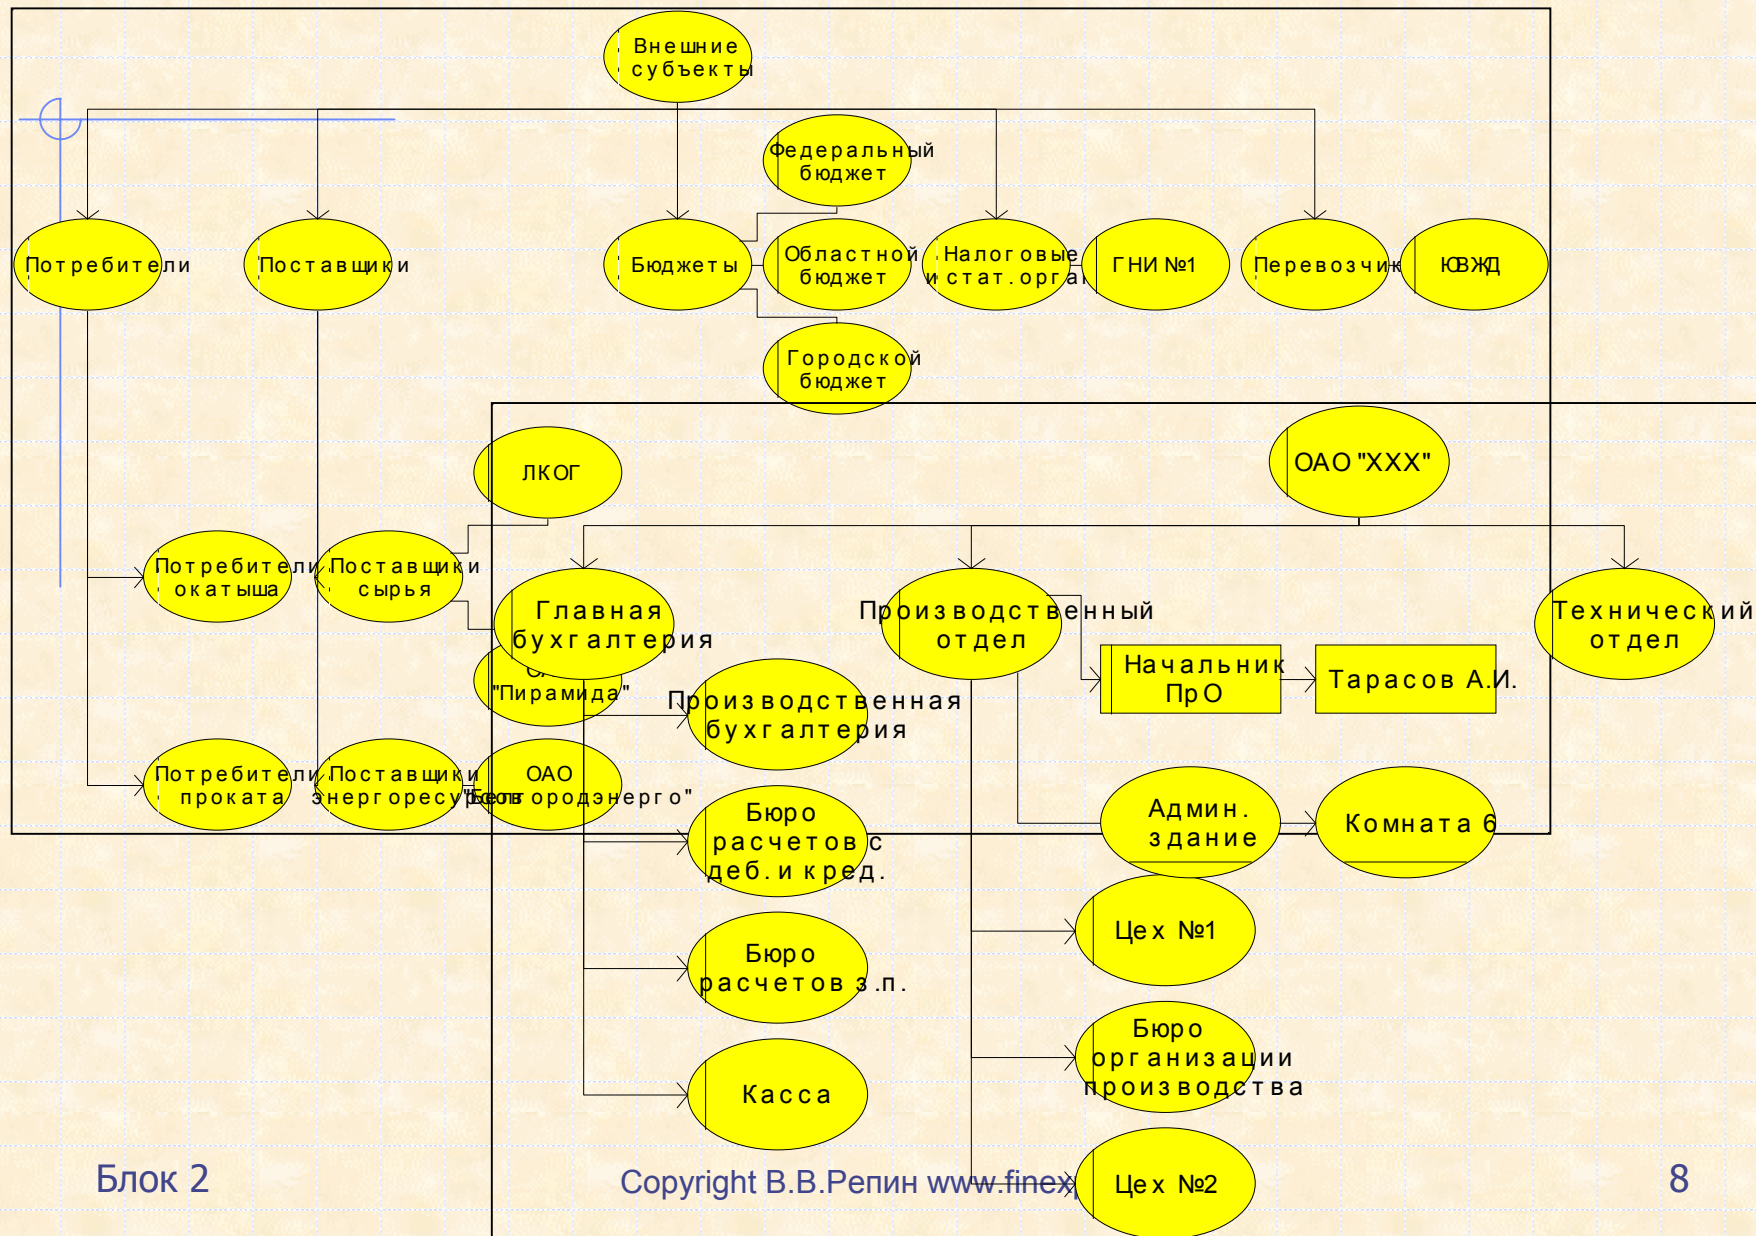 Внешние
субъекты
Федеральный
бюджет
Потребители
Поставщики
Бюджеты
Областной
бюджет
Налоговые
и стат.орга
ГНИ №1
Перевозчик
ЮВЖД
Городской
бюджет
ЛКОГ
ОАО "ХХХ"
Потребители
окатыша
Поставщики
сырья
Главная
бухгалтерия
Производственный
отдел
Технический
отдел
"Пирамида"
Начальник
ПрО
Тарасов А.И.
Производственная
бухгалтерия
Потребители
проката
Поставщики
энергоресурсов
ОАО
"Белгородэнерго"
Бюро
расчетов с
деб. и кред.
Админ.
здание
Комната 6
Цех №1
Бюро
расчетов з.п.
Бюро
организации
производства
Касса
Цех №2
Блок 2
Copyright В.В.Репин www.finex
8